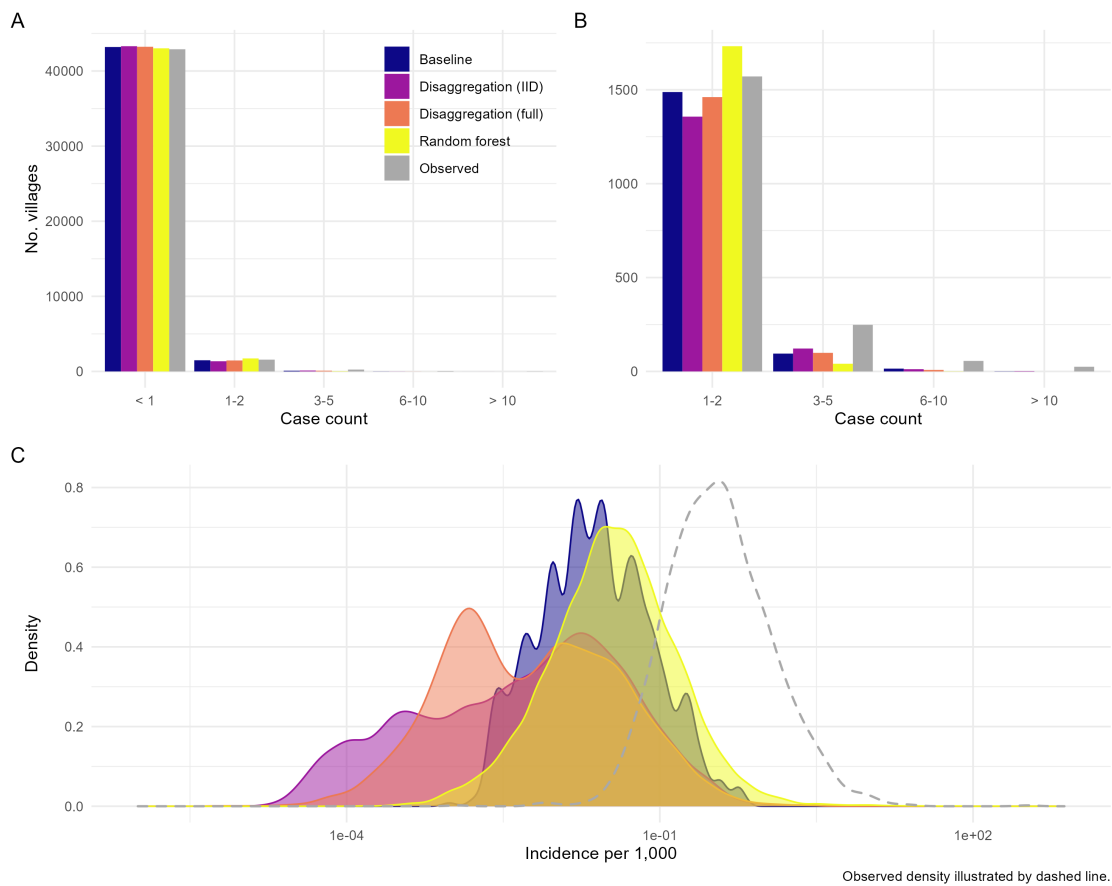 A
No. villages
40000
30000
20000
10000
0
Baseline
Disaggregation (IID)
Disaggregation (full)
Random forest
Observed
< 1
1-2
3-5
6-10
> 10
Case count
B
1500
1000
500
0
1-2
3-5
6-10
> 10
Case count
C
Density
0.8
0.6
0.4
0.2
0.0
1e-04
1e-01
1e+02
Incidence per 1,000
Observed density illustrated by dashed line.